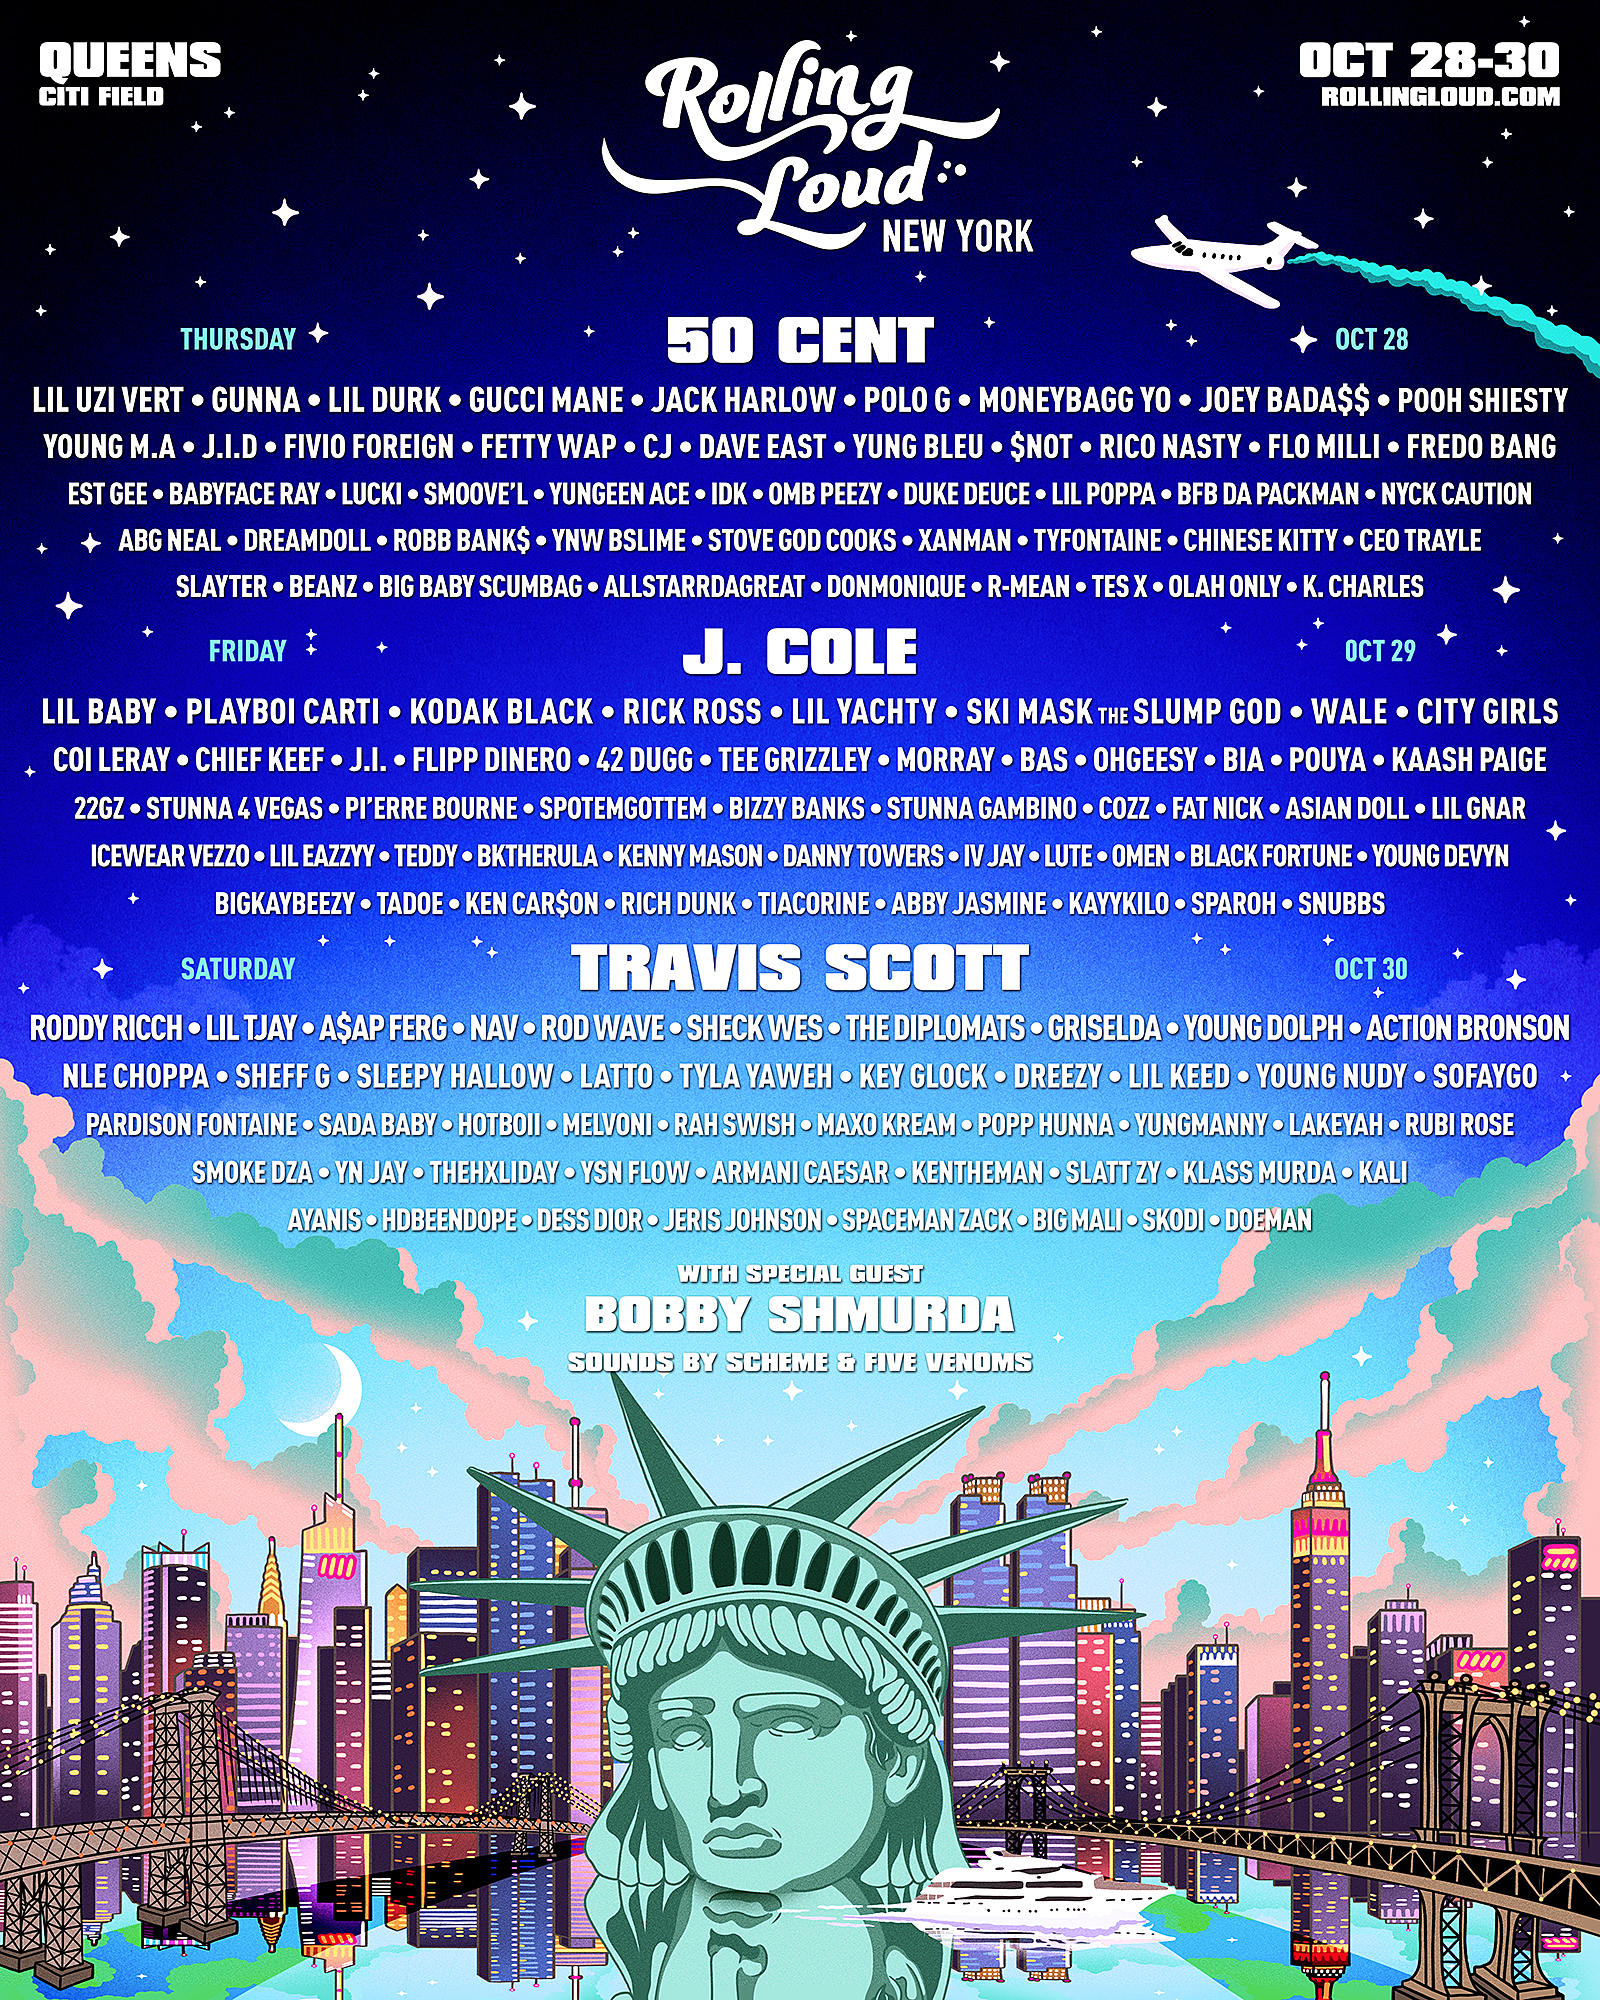 QUEENS
CITI FIELD
Rolling
Loud
NEW YORK
OCT 28-30
ROLLINGLOUD.COM
THURSDAY
50 CENT
OCT 28
LIL UZI VERT • GUNNA • LIL DURK • GUCCI MANE • JACK HARLOW • POLO G • MONEYBAGG YO • JOEY BADA$$ • POOH SHIESTY
YOUNG M.A • J.I.D • FIVIO FOREIGN • FETTY WAP • CJ • DAVE EAST • YUNG BLEU • $NOT • RICO NASTY • FLO MILLI • FREDO BANG
EST GEE • BABYFACE RAY • LUCKI • SMOOVE'L • YUNGEEN ACE • IDK • OMB PEEZY • DUKE DEUCE • LIL POPPA • BFB DA PACKMAN • NYCK CAUTION
ABG NEAL • DREAMDOLL • ROBB BANK$ • YNW BSLIME • STOVE GOD COOKS • XANMAN • TYFONTAINE • CHINESE KITTY • CEO TRAYLE
SLAYTER • BEANZ • BIG BABY SCUMBAG • ALLSTARRDAGREAT • DONMONIQUE • R-MEAN • TES X • OLAH ONLY • K. CHARLES
FRIDAY
J. COLE
OCT 29
LIL BABY • PLAYBOI CARTI • KODAK BLACK • RICK ROSS • LIL YACHTY • SKI MASK THE SLUMP GOD • WALE • CITY GIRLS
COI LERAY • CHIEF KEEF • J.I. • FLIPP DINERO • 42 DUGG • TEE GRIZZLEY • MORRAY • BAS • OHGEESY • BIA • POUYA • KAASH PAIGE
22GZ • STUNNA 4 VEGAS • PI'ERRE BOURNE • SPOTEMGOTTEM • BIZZY BANKS • STUNNA GAMBINO • COZZ • FAT NICK • ASIAN DOLL • LIL GNAR
ICEWEAR VEZZO • LIL EAZZYY • TEDDY • BKTHERULA • KENNY MASON • DANNY TOWERS • IV JAY • LUTE • OMEN • BLACK FORTUNE • YOUNG DEVYN
BIGKAYBEEZY • TADOE • KEN CAR$ON • RICH DUNK • TIACORINE • ABBY JASMINE • KAYYKILO • SPAROH • SNUBBS
SATURDAY
TRAVIS SCOTT
OCT 30
RODDY RICCH • LIL TJAY • A$AP FERG • NAV • ROD WAVE • SHECK WES • THE DIPLOMATS • GRISELDA • YOUNG DOLPH • ACTION BRONSON
NLE CHOPPA • SHEFF G • SLEEPY HALLOW • LATTO • TYLA YAWEH • KEY GLOCK • DREEZY • LIL KEED • YOUNG NUDY • SOFAYGO
PARDISON FONTAINE • SADA BABY • HOTBOII • MELVONI • RAH SWISH • MAXO KREAM • POPP HUNNA • YUNGMANNY • LAKEYAH • RUBI ROSE
SMOKE DZA • YN JAY • THEHXLIDAY • YSN FLOW • ARMANI CAESAR • KENTHEMAN • SLATT ZY • KLASS MURDA • KALI
AYANIS • HDBEENDOPE • DESS DIOR • JERIS JOHNSON • SPACEMAN ZACK • BIG MALI • SKODI • DOEMAN
WITH SPECIAL GUEST
BOBBY SHMURDA
SOUNDS BY SCHEME & FIVE VENOMS